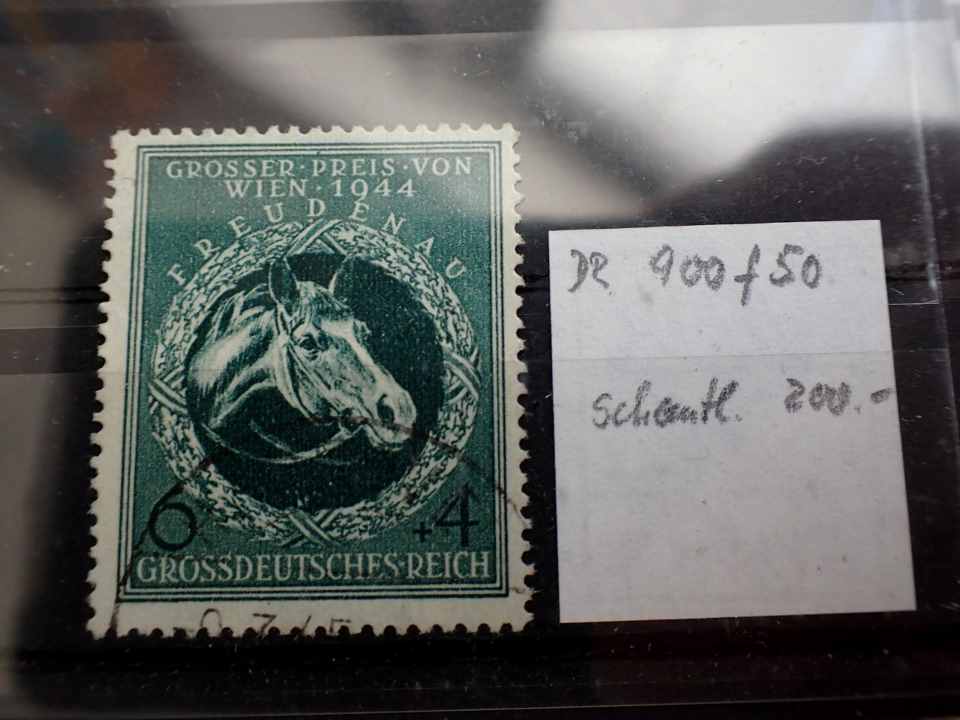 GROSSER·PREIS·VON
WIEN·1944
FREUDENAU
6 +4
GROSSDEUTSCHES·REICH
DR 900 f 50
Schantl. 200.-